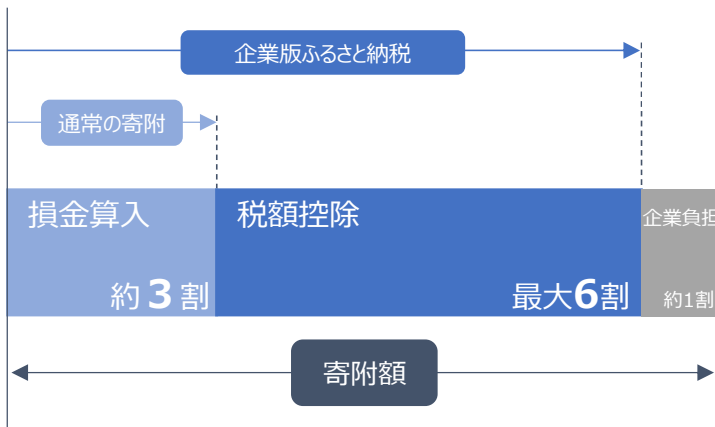 企業版ふるさと納税
通常の寄附
損金算入
約3割
税額控除
最大6割
企業負担
約1割
寄附額